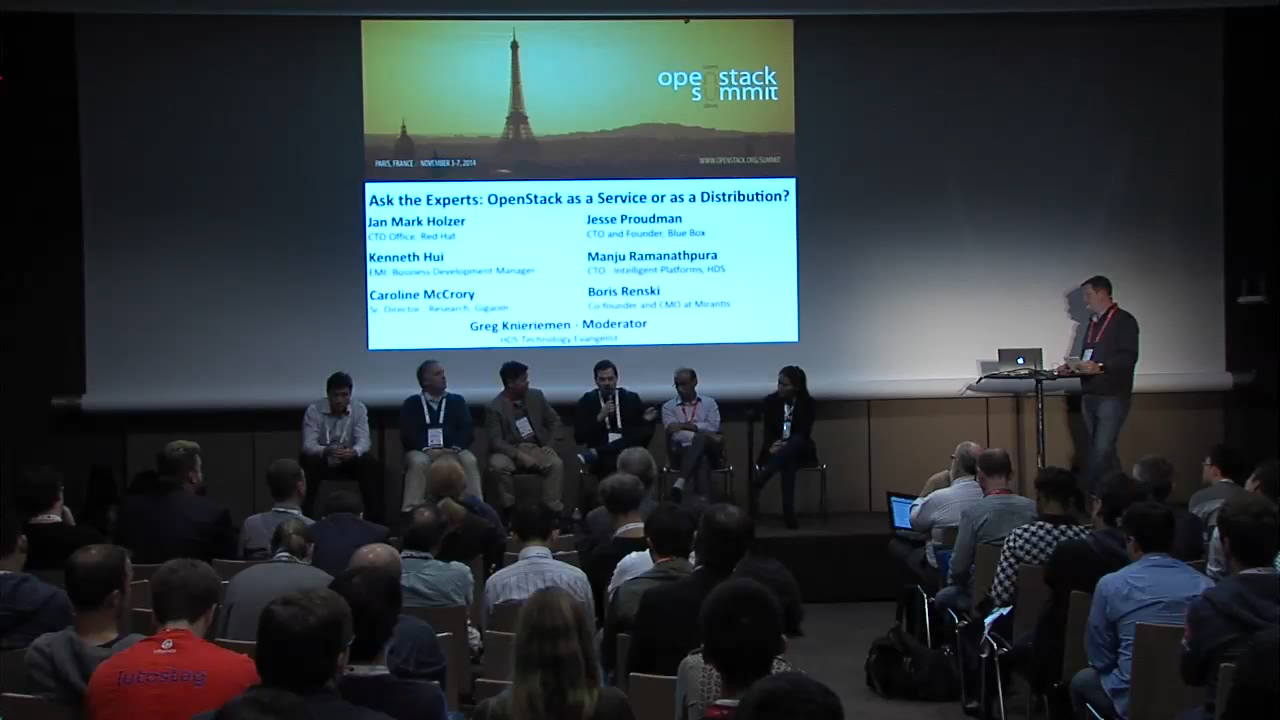 openstack
summit
PARIS, FRANCE NOVEMBER 3-7, 2014
WWW.OPENSTACK.ORG/SUMMIT
Ask the Experts: OpenStack as a Service or as a Distribution?
Jan Mark Holzer
CTO Office, Red Hat
Jesse Proudman
CTO and Founder, Blue Box
Kenneth Hui
EMC Business Development Manager
Manju Ramanathpura
CTO - Intelligent Platforms, HDS
Caroline McCrory
Sr. Director - Research, Gigaom
Boris Renski
Co-founder and CMO at Mirantis
Greg Knieriemen - Moderator
HDS Technology Evangelist